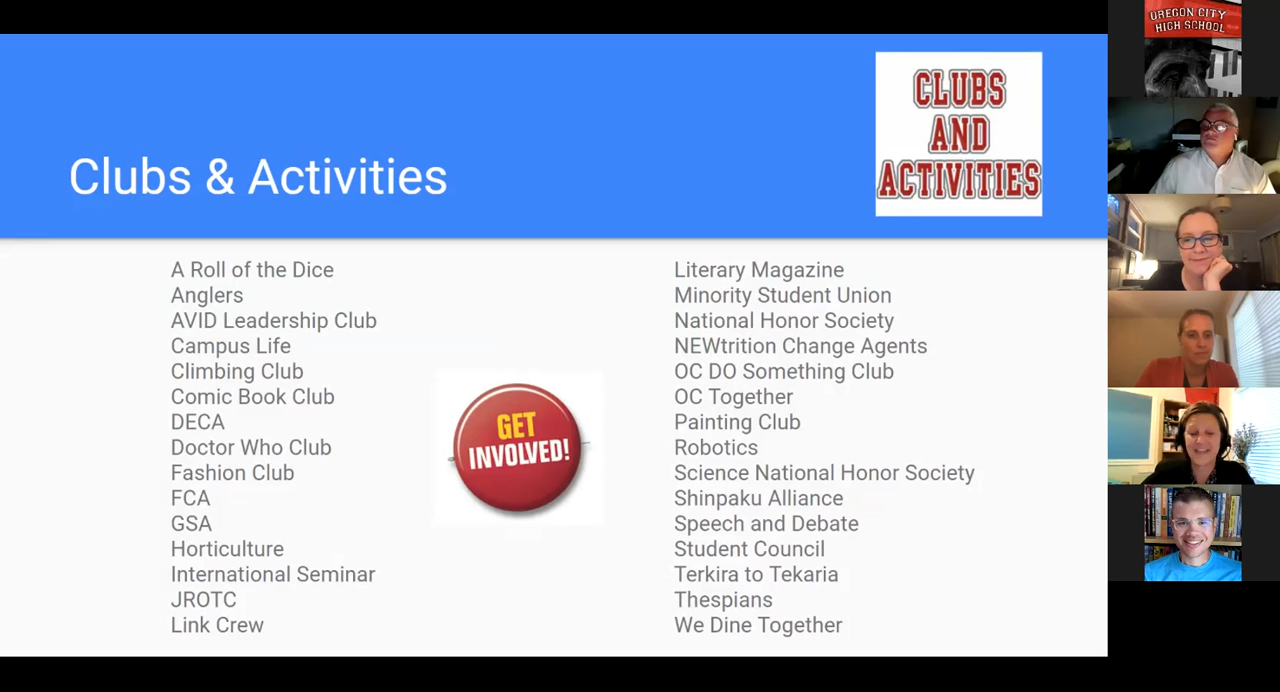 Clubs & Activities
CLUBS
AND
ACTIVITIES
A Roll of the Dice
Anglers
AVID Leadership Club
Campus Life
Climbing Club
Comic Book Club
DECA
Doctor Who Club
Fashion Club
FCA
GSA
Horticulture
International Seminar
JROTC
Link Crew
GET
INVOLVED!
Literary Magazine
Minority Student Union
National Honor Society
NEWtrition Change Agents
OC DO Something Club
OC Together
Painting Club
Robotics
Science National Honor Society
Shinpaku Alliance
Speech and Debate
Student Council
Terkira to Tekaria
Thespians
We Dine Together
OREGON CITY
HIGH SCHOOL